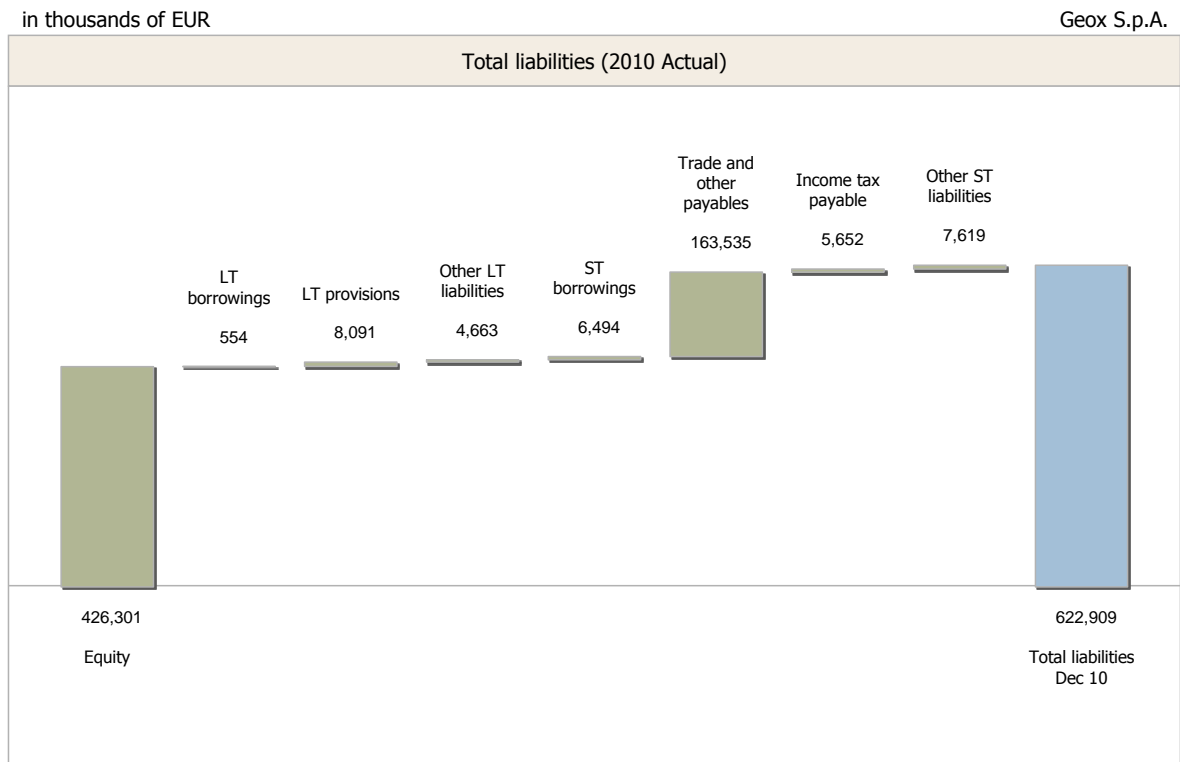 in thousands of EUR
Geox S.p.A.
Total liabilities (2010 Actual)
Equity
426,301
LT
borrowings
554
LT provisions
8,091
Other LT
liabilities
4,663
ST
borrowings
6,494
Trade and
other
payables
163,535
Income tax
payable
5,652
Other ST
liabilities
7,619
622,909
Total liabilities
Dec 10